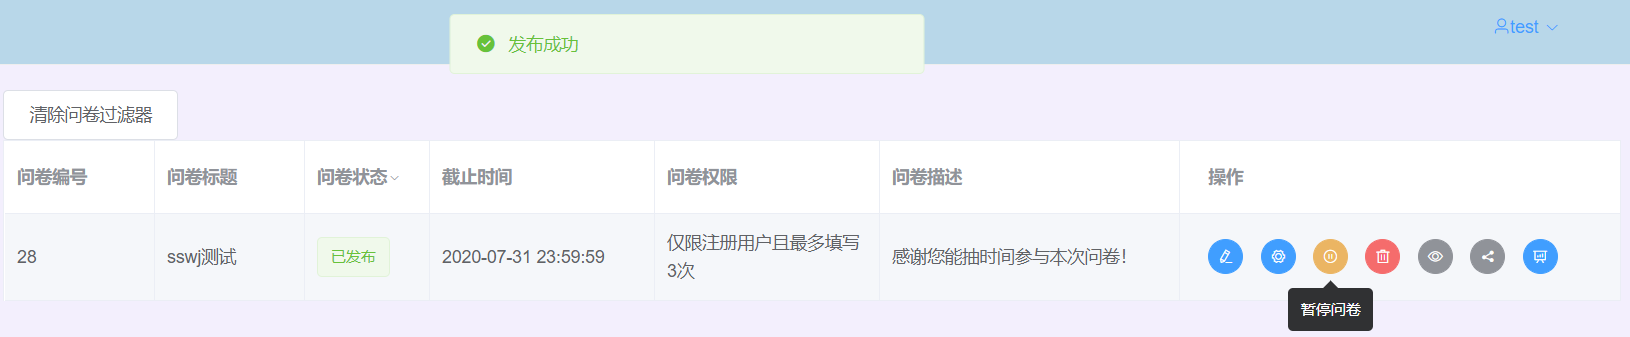 发布成功
test
清除问卷过滤器
问卷编号 问卷标题 问卷状态 截止时间 问卷权限 问卷描述 操作
28 sswj测试 已发布 2020-07-31 23:59:59 仅限注册用户且最多填写 感谢您能抽时间参与本次问卷!
3次
暂停问卷